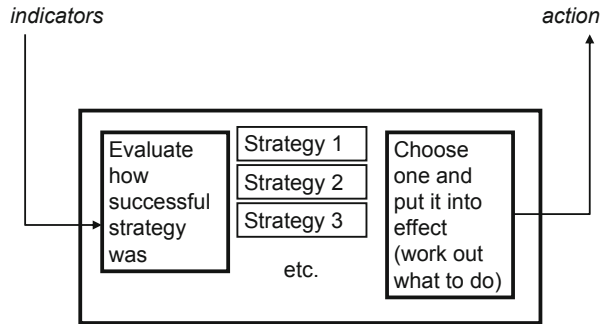 indicators
action
Evaluate
how
successful
strategy
was
Strategy 1
Strategy 2
Strategy 3
etc.
Choose
one and
put it into
effect
(work out
what to do)